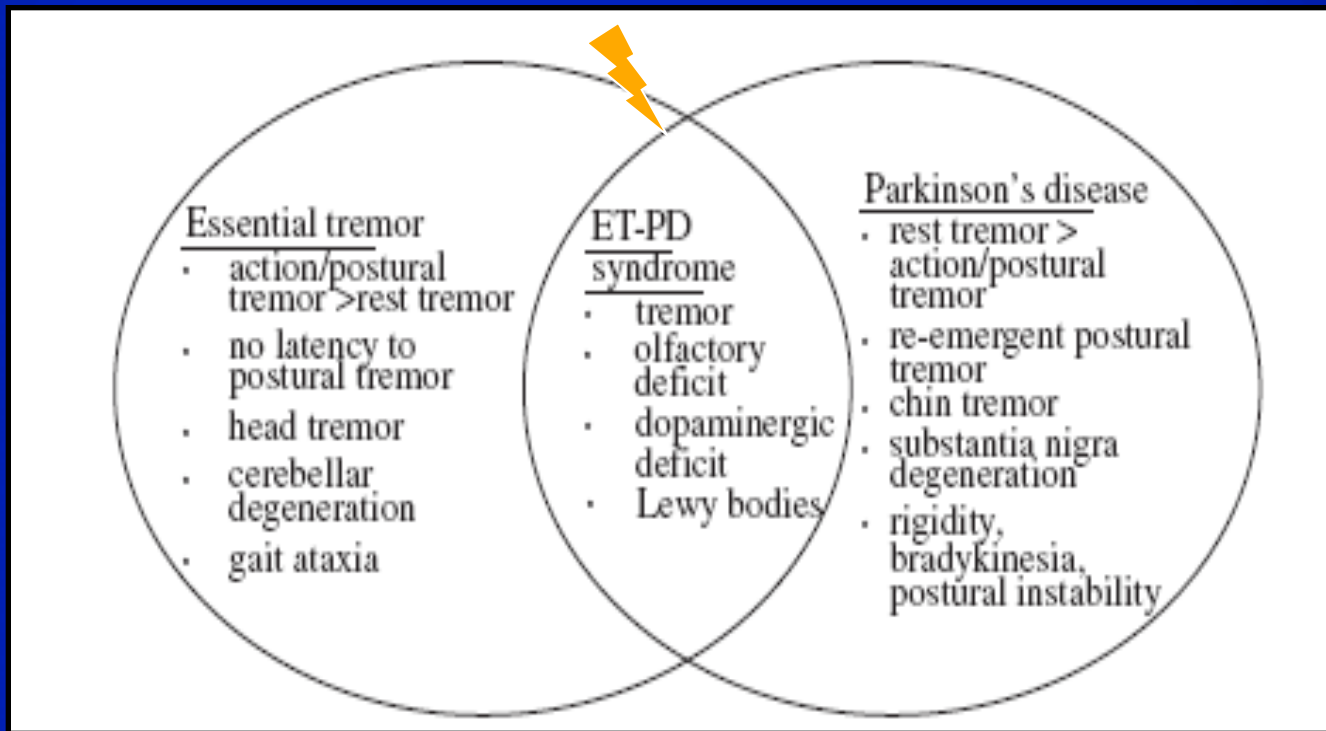 Essential tremor
· action/postural
tremor >rest tremor
· no latency to
postural tremor
· head tremor
· cerebellar
degeneration
· gait ataxia
ET-PD
syndrome
· tremor
· olfactory
deficit
· dopaminergic
deficit
· Lewy bodies
Parkinson's disease
· rest tremor >
action/postural
tremor
· re-emergent postural
tremor
· chin tremor
· substantia nigra
degeneration
· rigidity,
bradykinesia,
postural instability